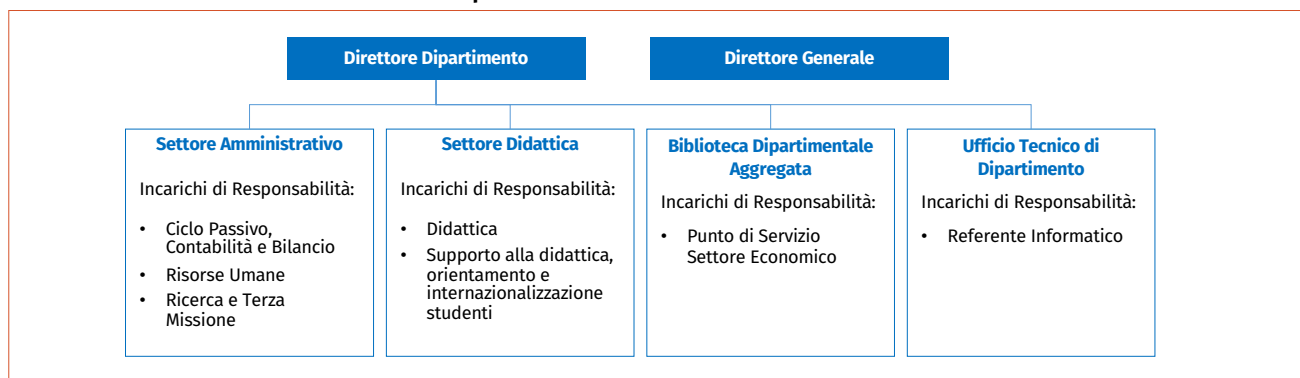 Direttore Dipartimento
Direttore Generale
Settore Amministrativo
Incarichi di Responsabilità:
• Ciclo Passivo,
Contabilità e Bilancio
• Risorse Umane
• Ricerca e Terza
Missione
Settore Didattica
Incarichi di Responsabilità:
• Didattica
• Supporto alla didattica,
orientamento e
internazionalizzazione
studenti
Biblioteca Dipartimentale
Aggregata
Incarichi di Responsabilità:
• Punto di Servizio
Settore Economico
Ufficio Tecnico di
Dipartimento
Incarichi di Responsabilità:
• Referente Informatico